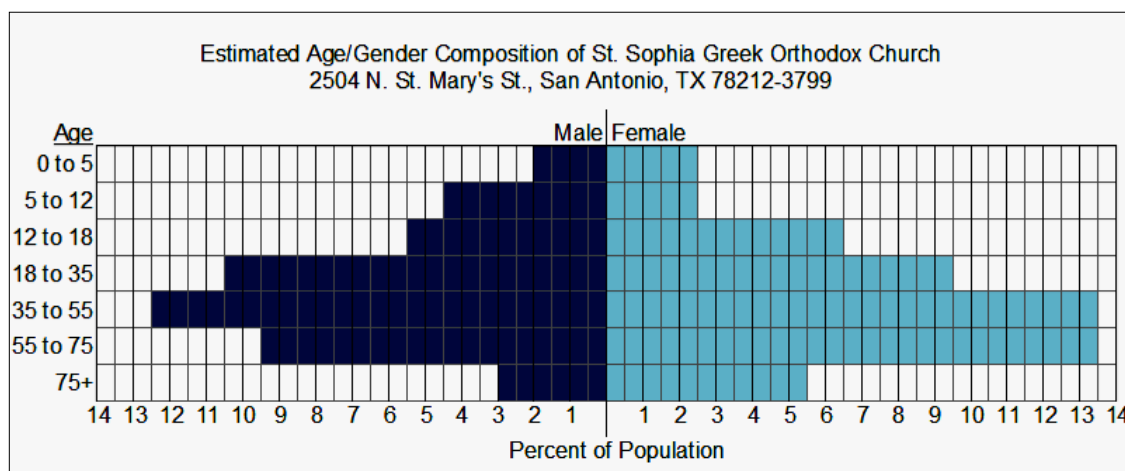 Estimated Age/Gender Composition of St. Sophia Greek Orthodox Church
2504 N. St. Mary's St., San Antonio, TX 78212-3799
Age Male Female
0 to 5
5 to 12
12 to 18
18 to 35
35 to 55
55 to 75
75+
14 13 12 11 10 9 8 7 6 5 4 3 2 1 1 2 3 4 5 6 7 8 9 10 11 12 13 14
Percent of Population